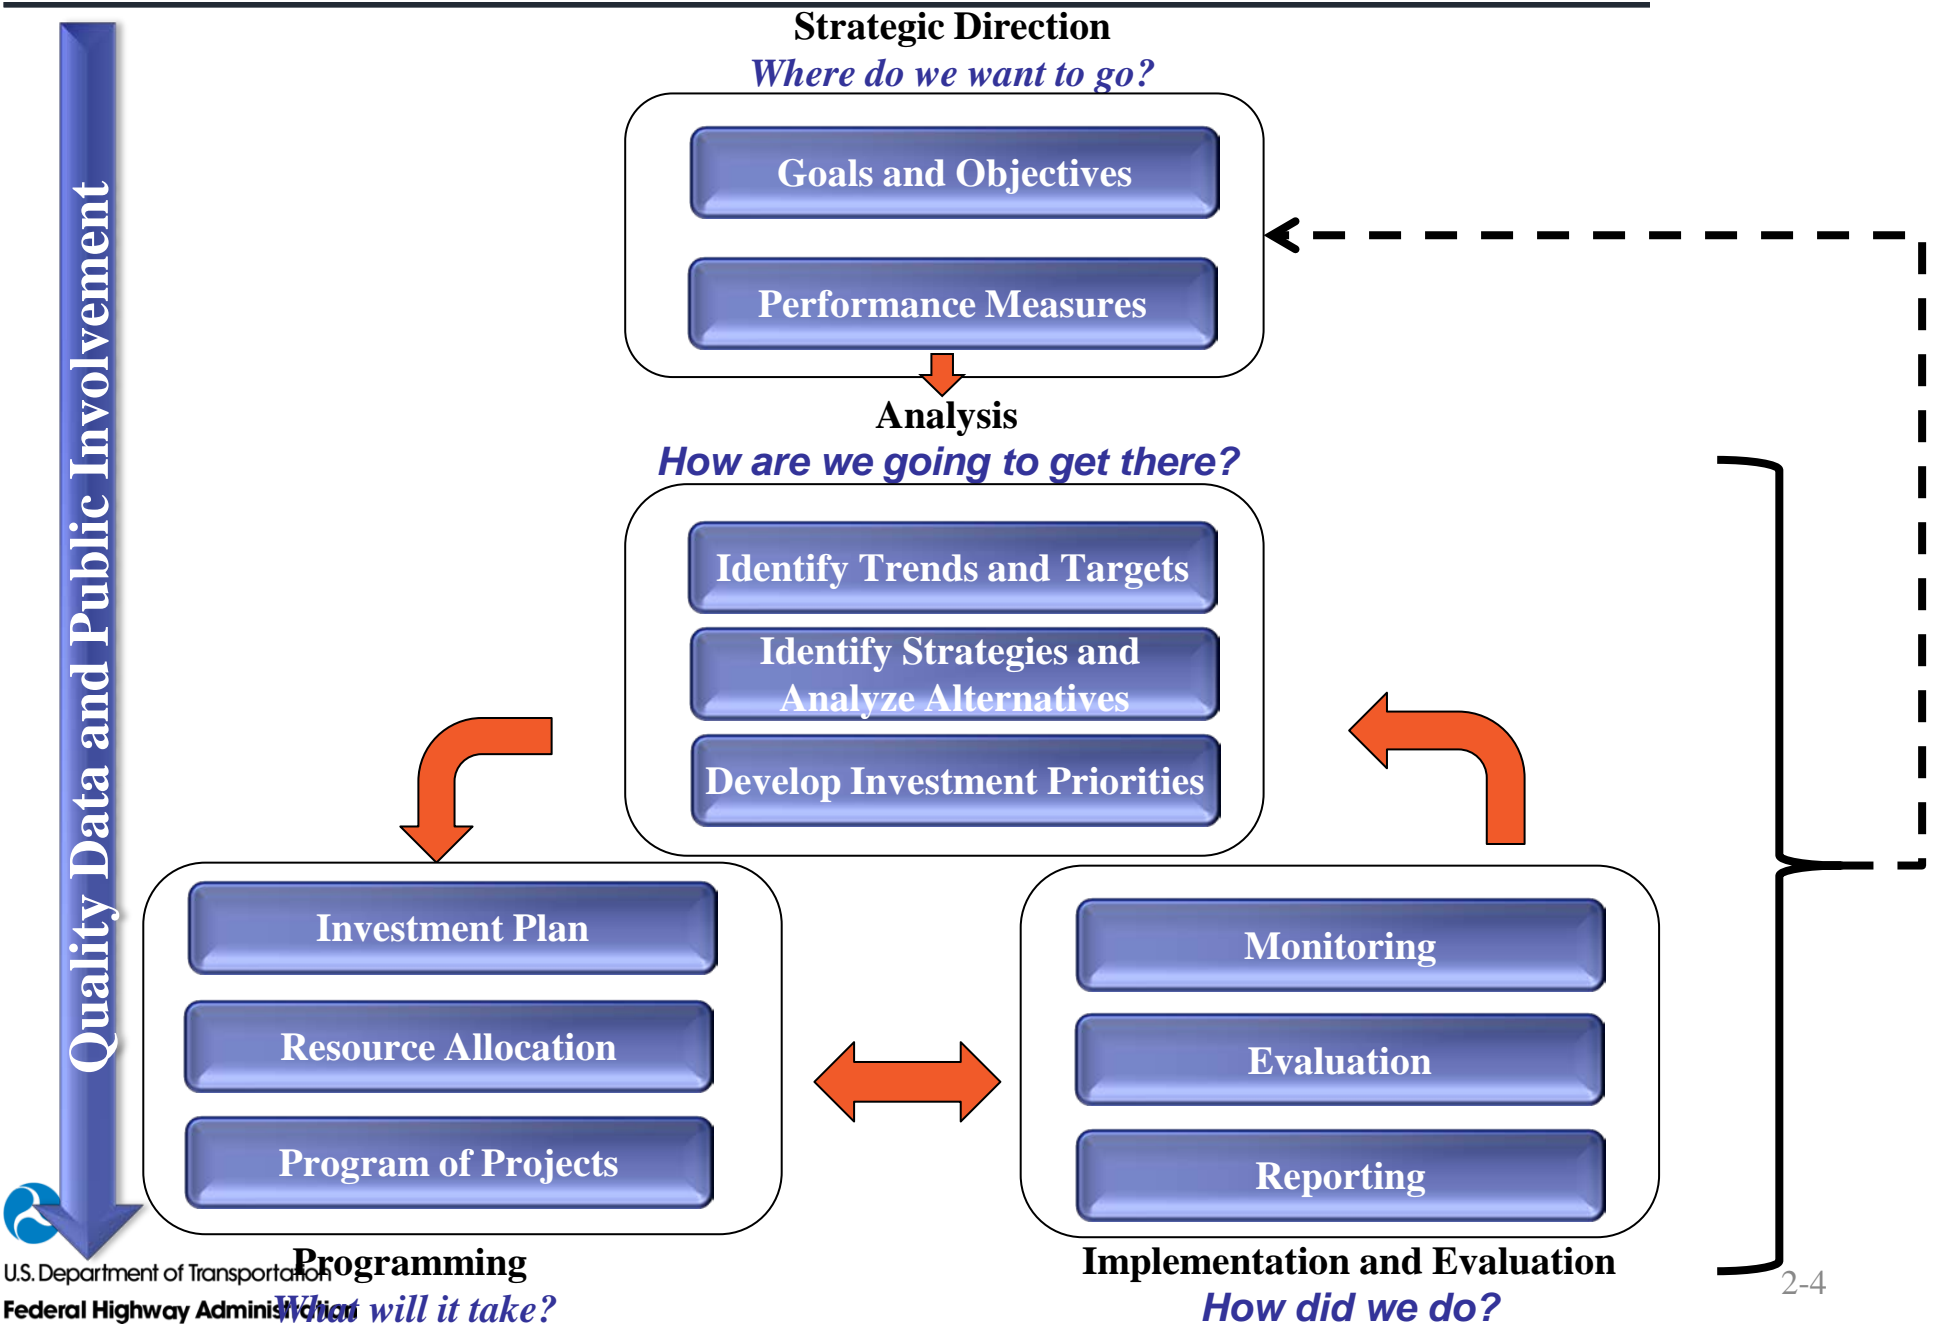 Strategic Direction
Where do we want to go?
Goals and Objectives
Performance Measures
Quality Data and Public Involvement
Analysis
How are we going to get there?
Identify Trends and Targets
Identify Strategies and
Analyze Alternatives
Develop Investment Priorities
Investment Plan
Resource Allocation
Program of Projects
Programming
What will it take?
Monitoring
Evaluation
Reporting
Implementation and Evaluation
How did we do?
U.S. Department of Transportation
Federal Highway Administration
2-4